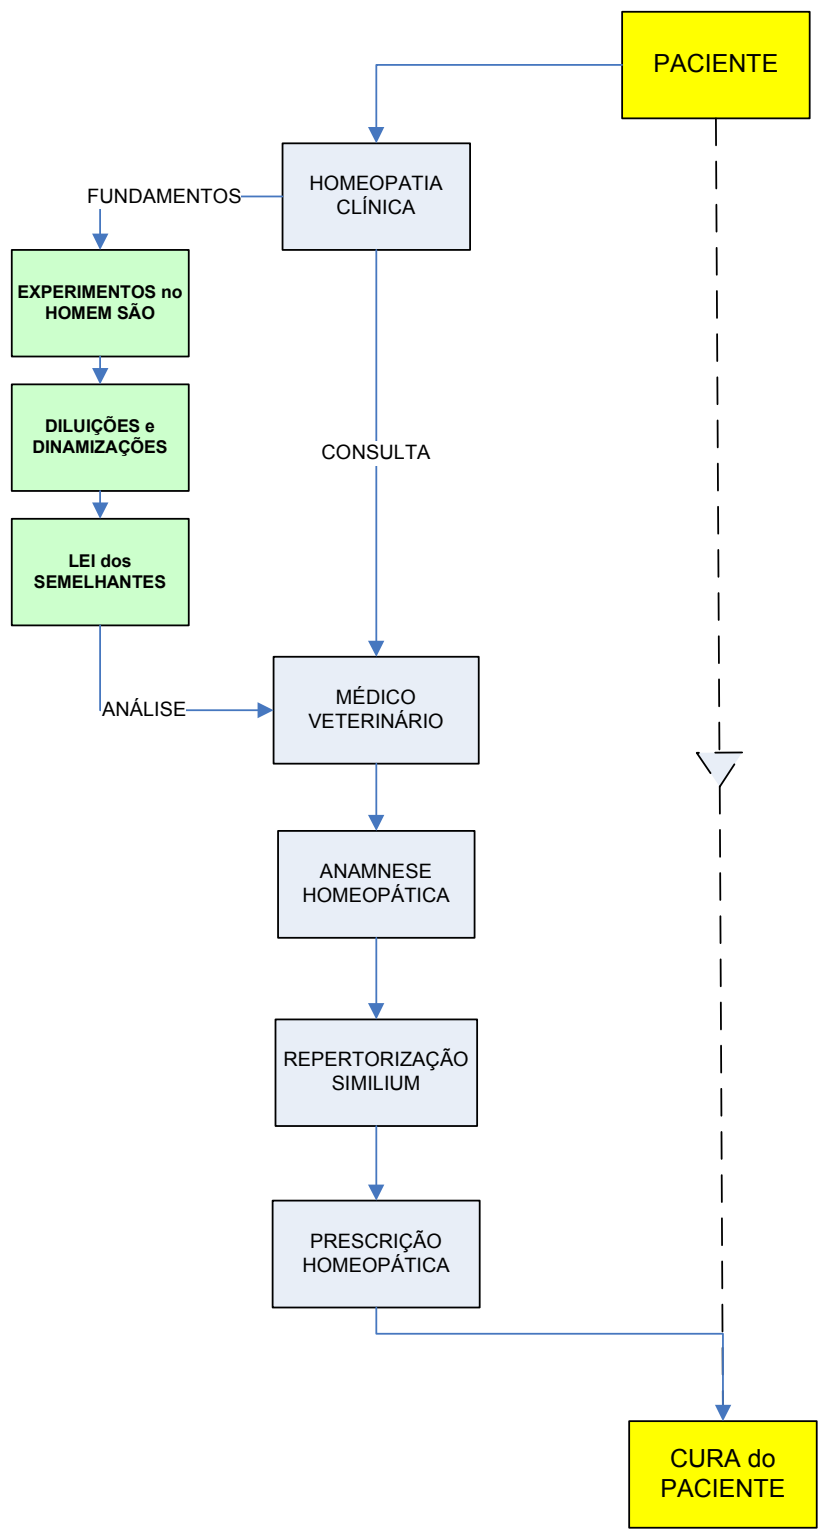 PACIENTE
HOMEOPATIA
CLÍNICA
FUNDAMENTOS
EXPERIMENTOS no
HOMEM SÃO
DILUIÇÕES e
DINAMIZAÇÕES
CONSULTA
LEI dos
SEMELHANTES
ANÁLISE
MÉDICO
VETERINÁRIO
ANAMNESE
HOMEOPÁTICA
REPERTORIZAÇÃO
SIMILIUM
PRESCRIÇÃO
HOMEOPÁTICA
CURA do
PACIENTE